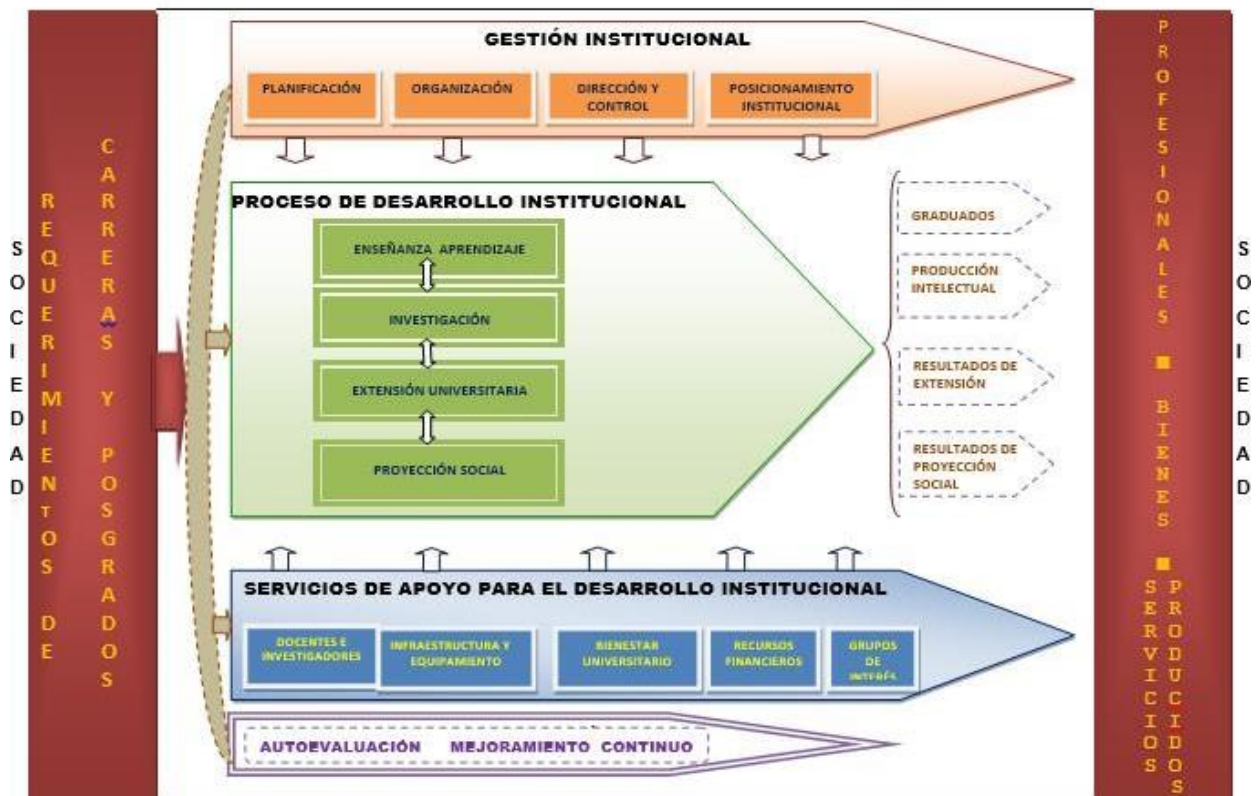 SOCIEDAD
REQUERIMIENTOS DE
CARRERAS Y POSGRADOS
GESTIÓN INSTITUCIONAL
PLANIFICACIÓN
ORGANIZACIÓN
DIRECCIÓN Y
CONTROL
POSICIONAMIENTO
INSTITUCIONAL
PROCESO DE DESARROLLO INSTITUCIONAL
ENSEÑANZA APRENDIZAJE
INVESTIGACIÓN
EXTENSIÓN UNIVERSITARIA
PROYECCIÓN SOCIAL
GRADUADOS
PRODUCCIÓN
INTELECTUAL
RESULTADOS DE
EXTENSIÓN
RESULTADOS DE
PROYECCIÓN
SOCIAL
SERVICIOS DE APOYO PARA EL DESARROLLO INSTITUCIONAL
DOCENTES E
INVESTIGADORES
INFRAESTRUCTURA Y
EQUIPAMIENTO
BIENESTAR
UNIVERSITARIO
RECURSOS
FINANCIEROS
GRUPOS
DE
INTERÉS
AUTOEVALUACIÓN MEJORAMIENTO CONTINUO
PROFESIONALES ■ BIENES ■
SERVICIOS
PRODUCIDOS
SOCIEDAD